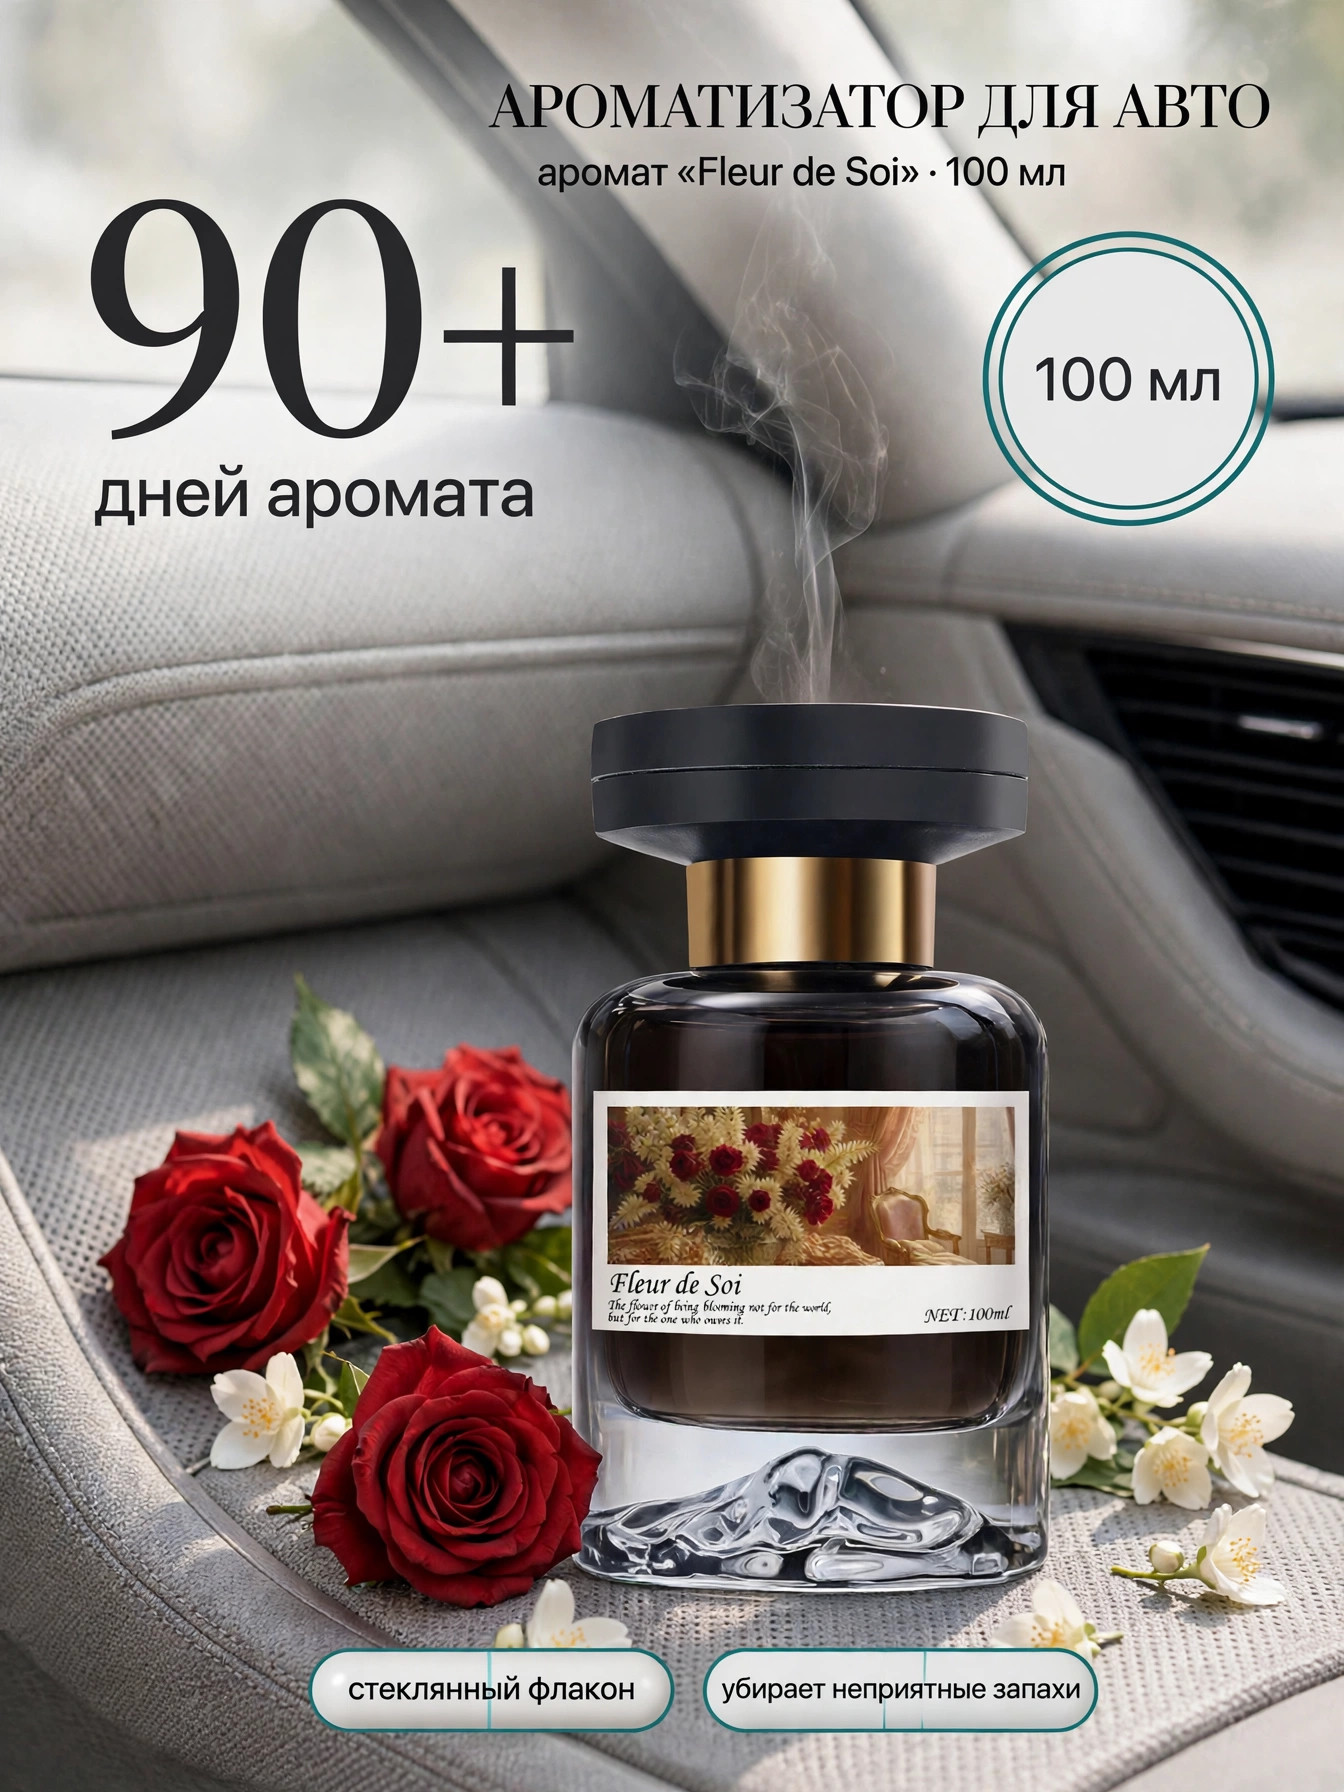 АРОМАТИЗАТОР ДЛЯ АВТО
аромат «Fleur de Soi» · 100 мл
90+
дней аромата
100 мл
Fleur de Soi
The flower of being blooming not for the world,
but for the one who owes it.
NET:100ml
стеклянный флакон
убирает неприятные запахи